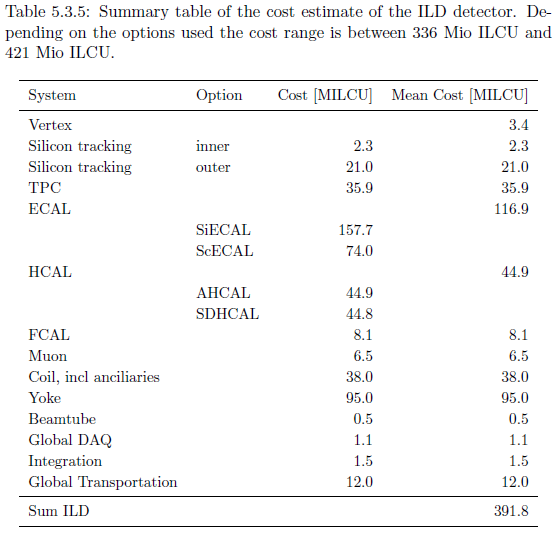 Table 5.3.5: Summary table of the cost estimate of the ILD detector. De-
pending on the options used the cost range is between 336 Mio ILCU and
421 Mio ILCU.
System Option Cost [MILCU] Mean Cost [MILCU]
Vertex 3.4
Silicon tracking inner 2.3 2.3
Silicon tracking outer 21.0 21.0
TPC 35.9 35.9
ECAL 116.9
SiECAL 157.7
ScECAL 74.0
HCAL 44.9
AHCAL 44.9
SDHCAL 44.8
FCAL 8.1 8.1
Muon 6.5 6.5
Coil, incl anciliaries 38.0 38.0
Yoke 95.0 95.0
Beamtube 0.5 0.5
Global DAQ 1.1 1.1
Integration 1.5 1.5
Global Transportation 12.0 12.0
Sum ILD 391.8